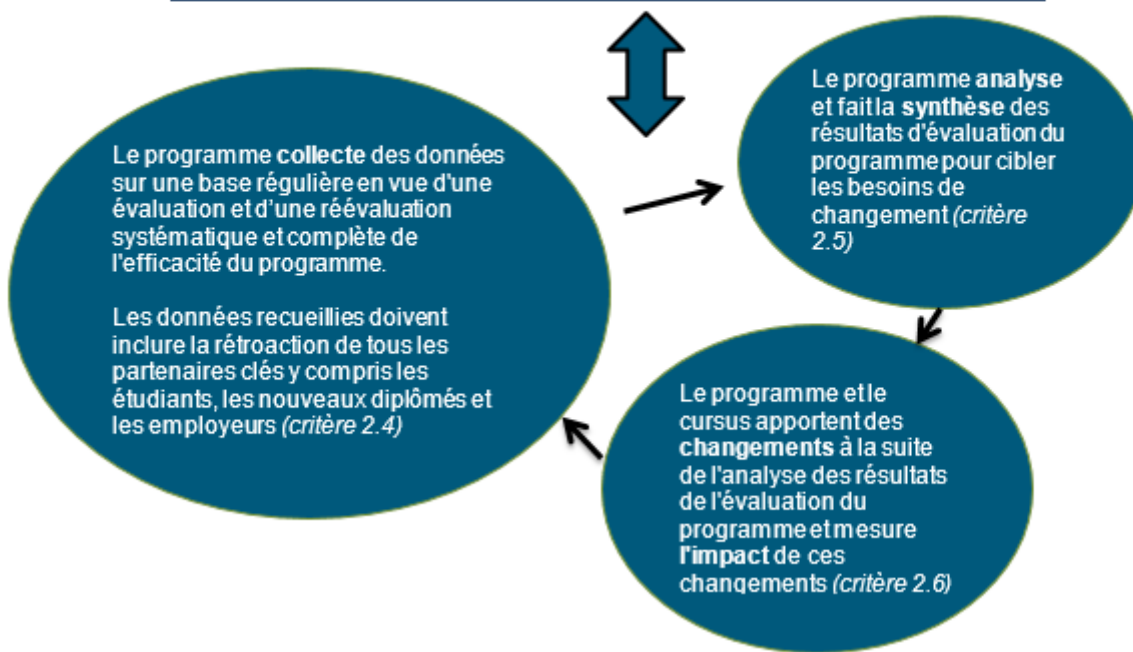 Le programme collecte des données
sur une base régulière en vue d'une
évaluation et d'une réévaluation
systématique et complète de
l'efficacité du programme.
Les données recueillies doivent
inclure la rétroaction de tous les
partenaires clés y compris les
étudiants, les nouveaux diplômés et
les employeurs (critère 2.4)
Le programme analyse
et fait la synthèse des
résultats d'évaluation du
programme pour cibler
les besoins de
changement (critère
2.5)
Le programme et le
cursus apportent des
changements à la suite
de l'analyse des résultats
de l'évaluation du
programme et mesure
l'impact de ces
changements (critère 2.6)